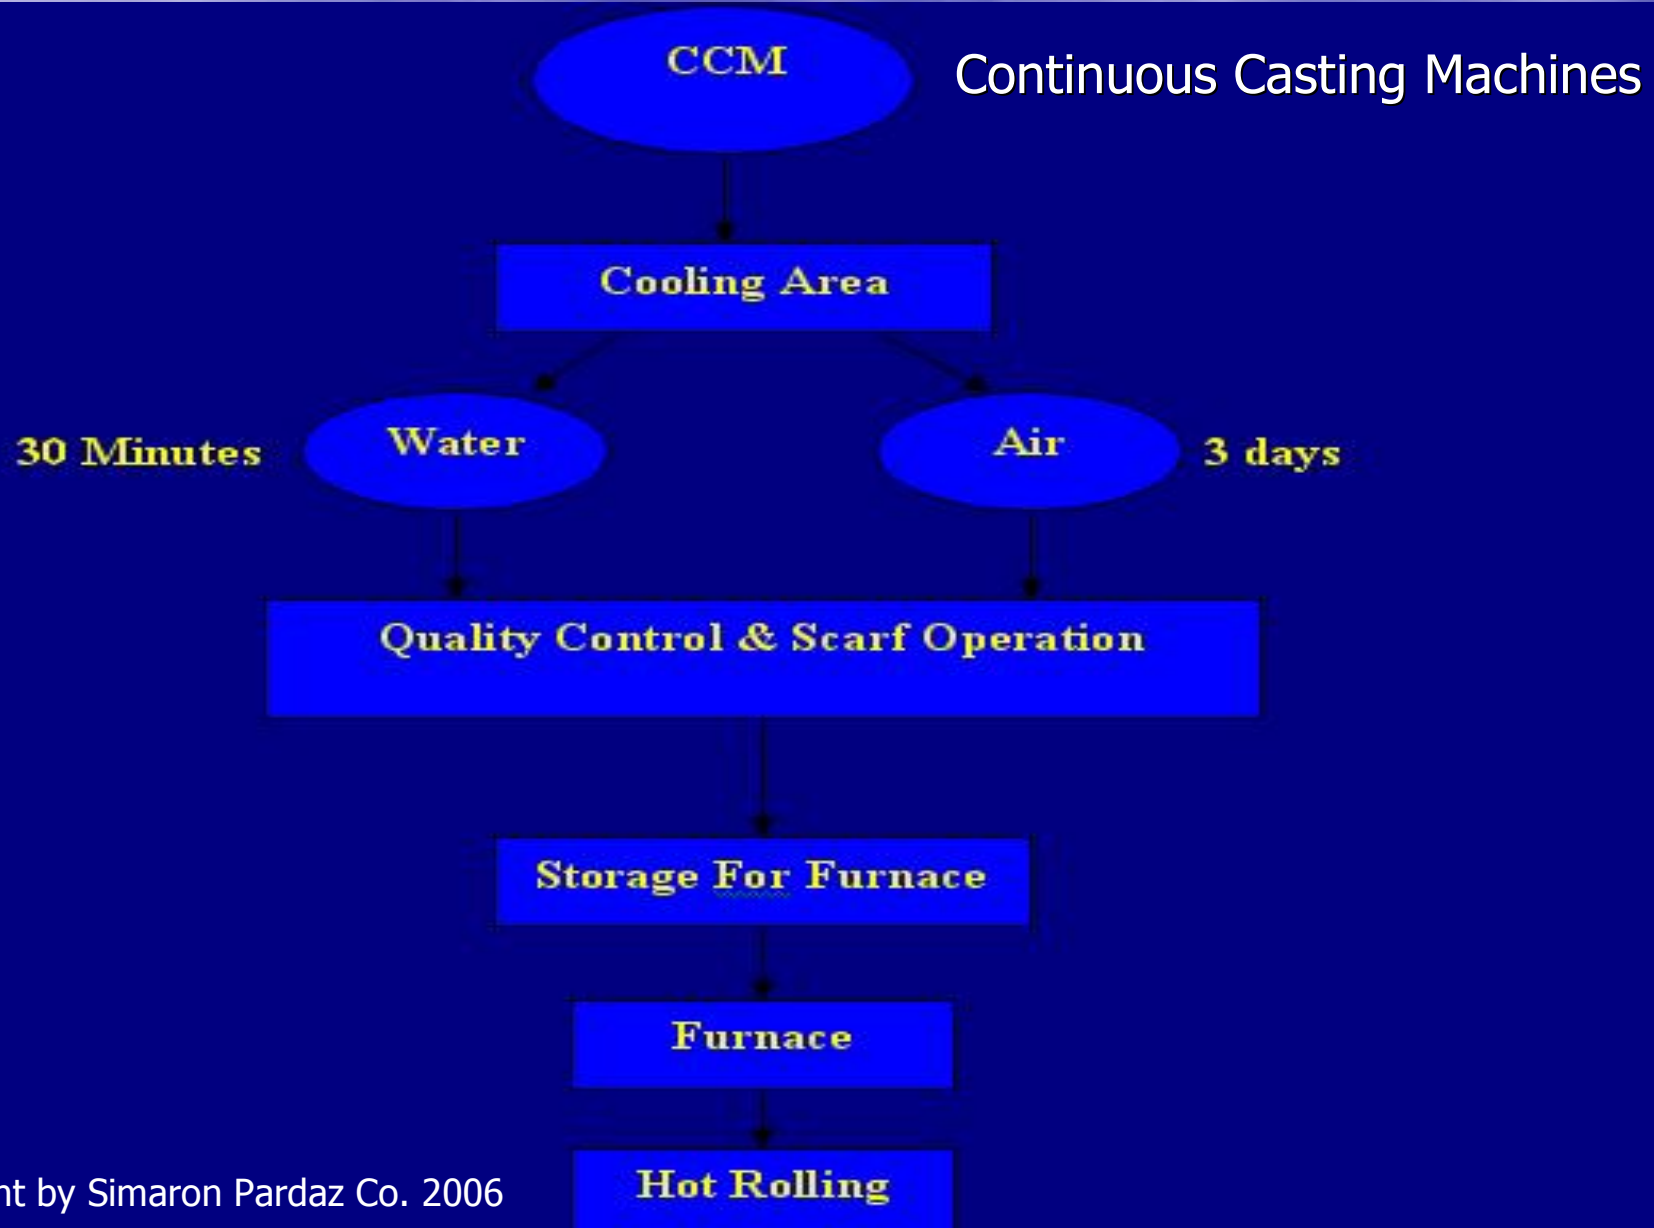 CCM
Continuous Casting Machines
Cooling Area
30 Minutes
Water
Air
3 days
Quality Control & Scarf Operation
Storage For Furnace
Furnace
Hot Rolling
by Simaron Pardaz Co. 2006